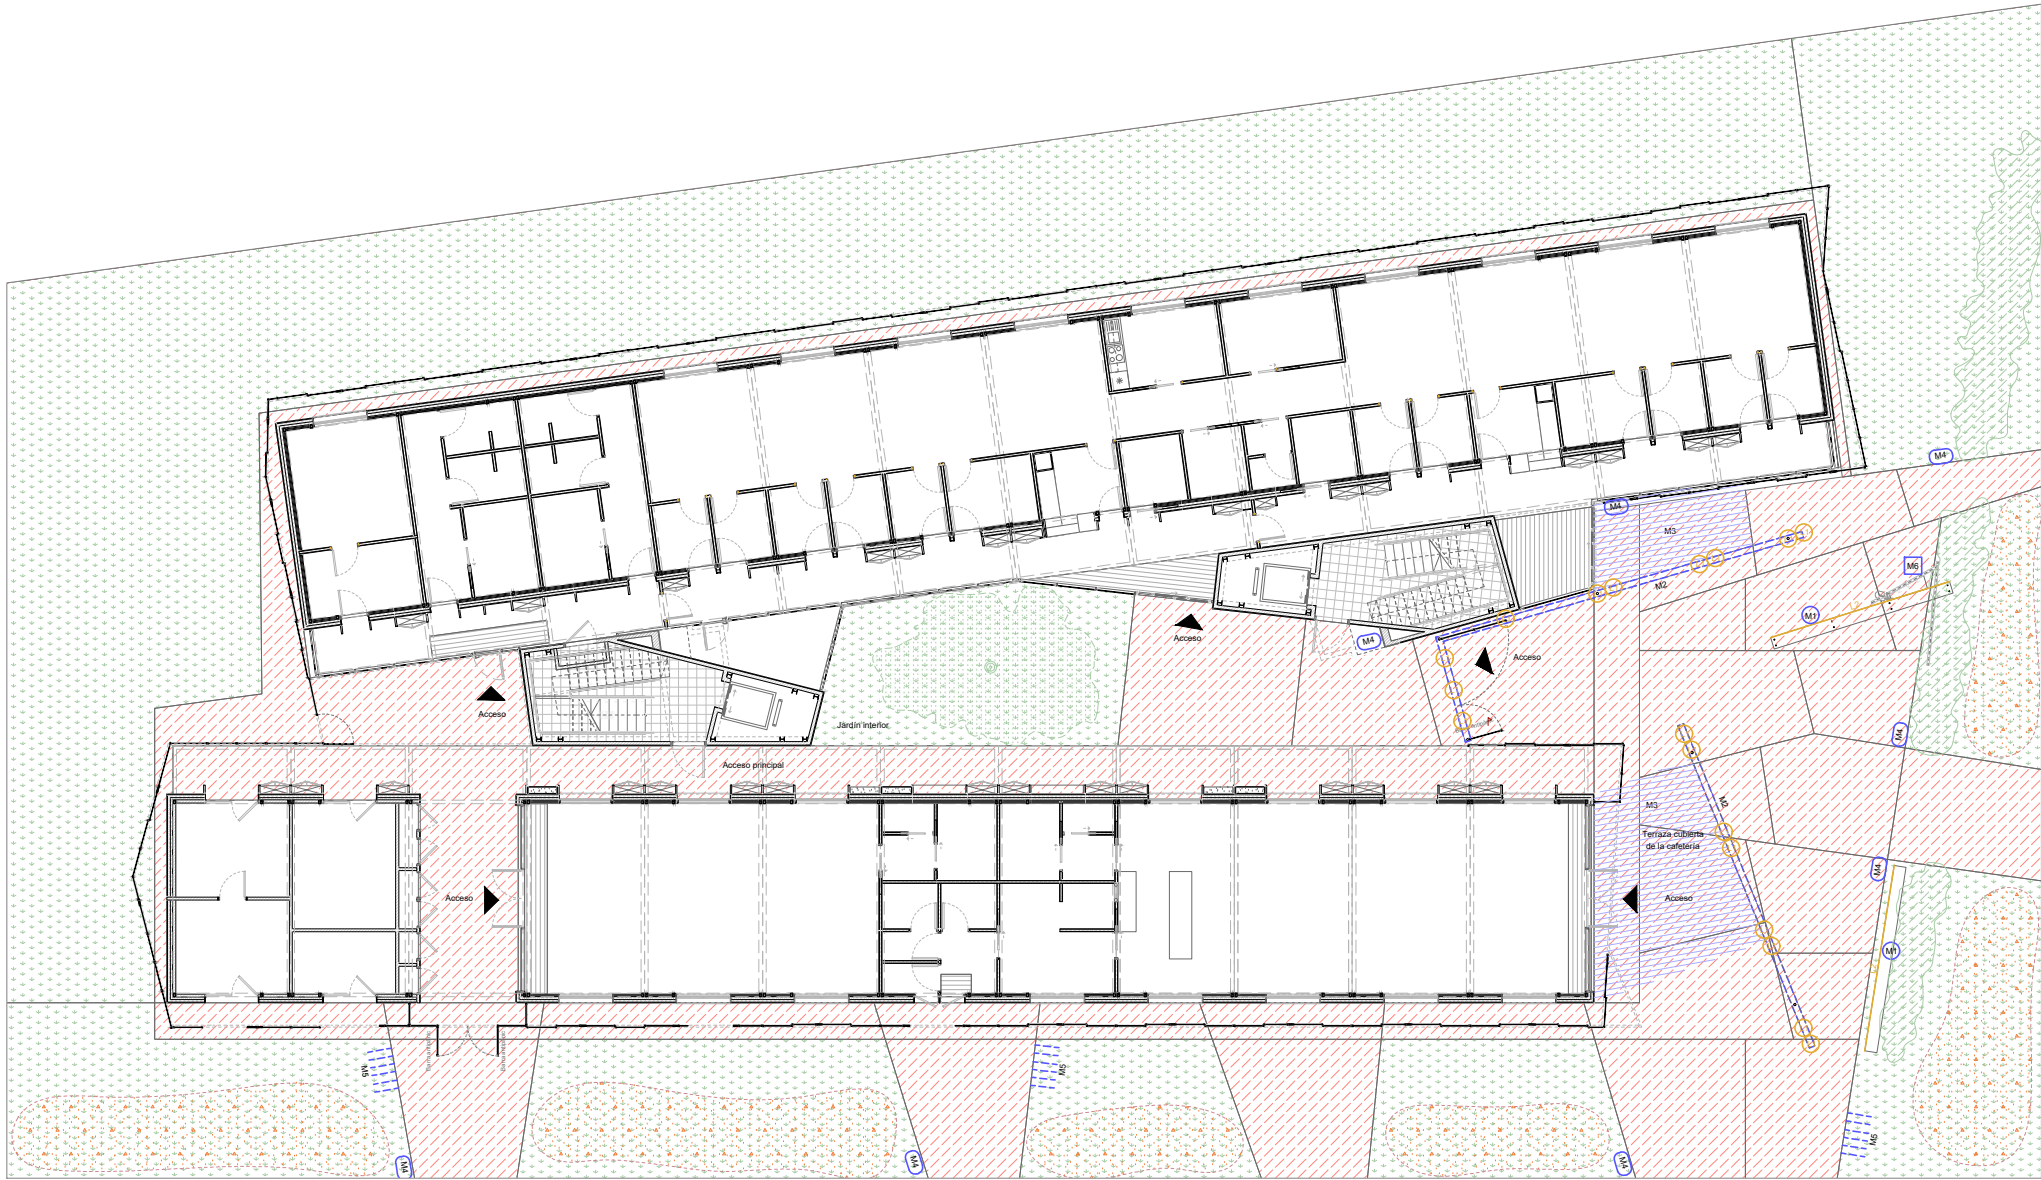 M4
M4
M3
M6
M2
M1
Acceso
M4
Acceso
Acceso
Jardín interior
M4
Acceso principal
M3
M2
Terraza cubierta
de la cafetería
M4
Acceso
Acceso
M1
M5
M5
M5
M4
M4
M4